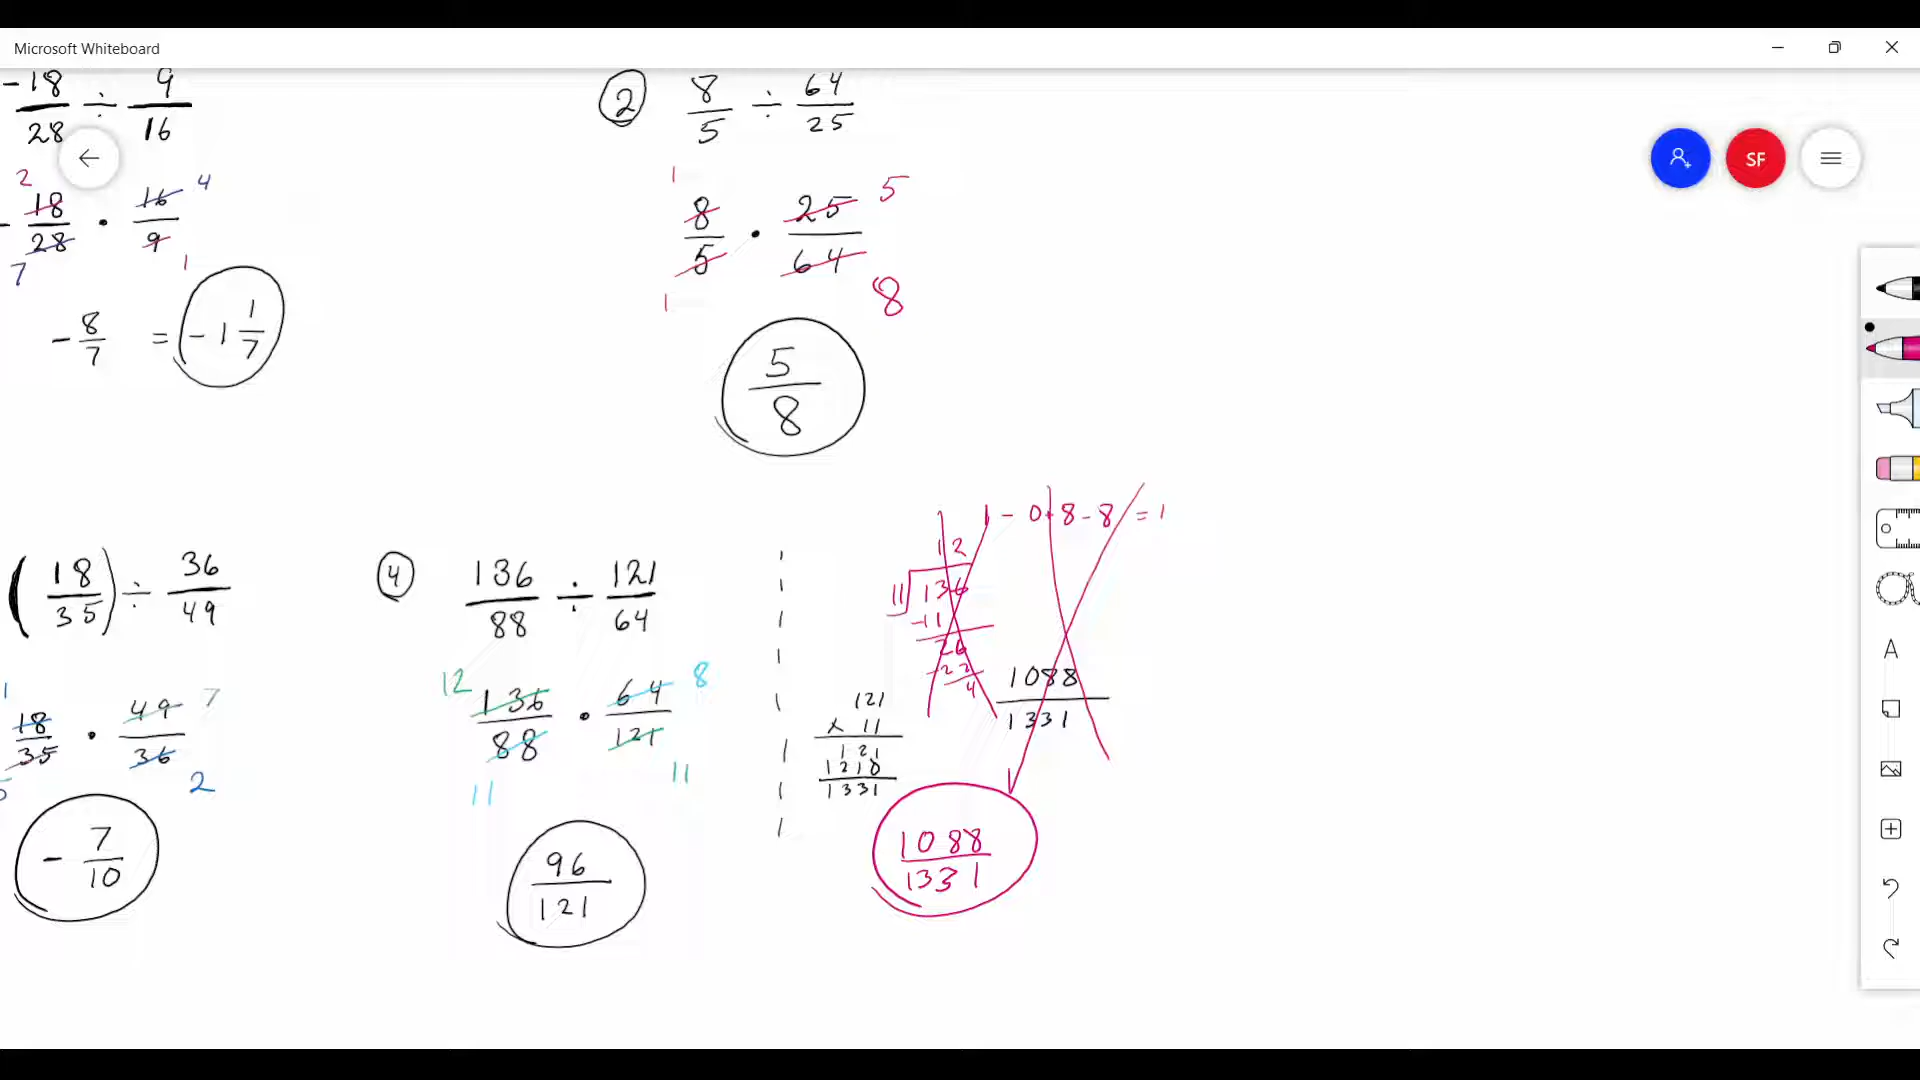 Microsoft Whiteboard
-18/28 ÷ 9/16
2 4
- 18/28 • 16/9
7 1
- 8/7 = -1 1/7
2 8/5 ÷ 64/25
1 5
8/5 • 25/64
1 8
5/8
SF
(18/35) ÷ 36/49
1 7
18/35 • 49/36
5 2
- 7/10
4 136/88 ÷ 121/64
12 8
136/88 • 64/121
11 11
96/121
1 - 0 + 8 - 8 = 1
12
11 136
-11
26
-22
4
121
x 11
121
1210
1331
1088
1331
1088
1331
A